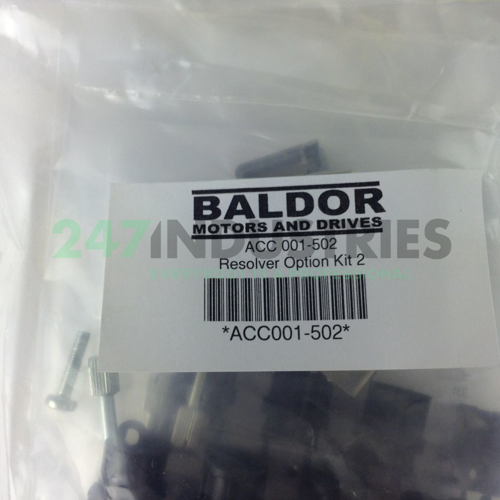 BALDOR
MOTORS AND DRIVES
247INDUSTRIES
ACC 001-502
Resolver Option Kit 2
*ACC001-502*